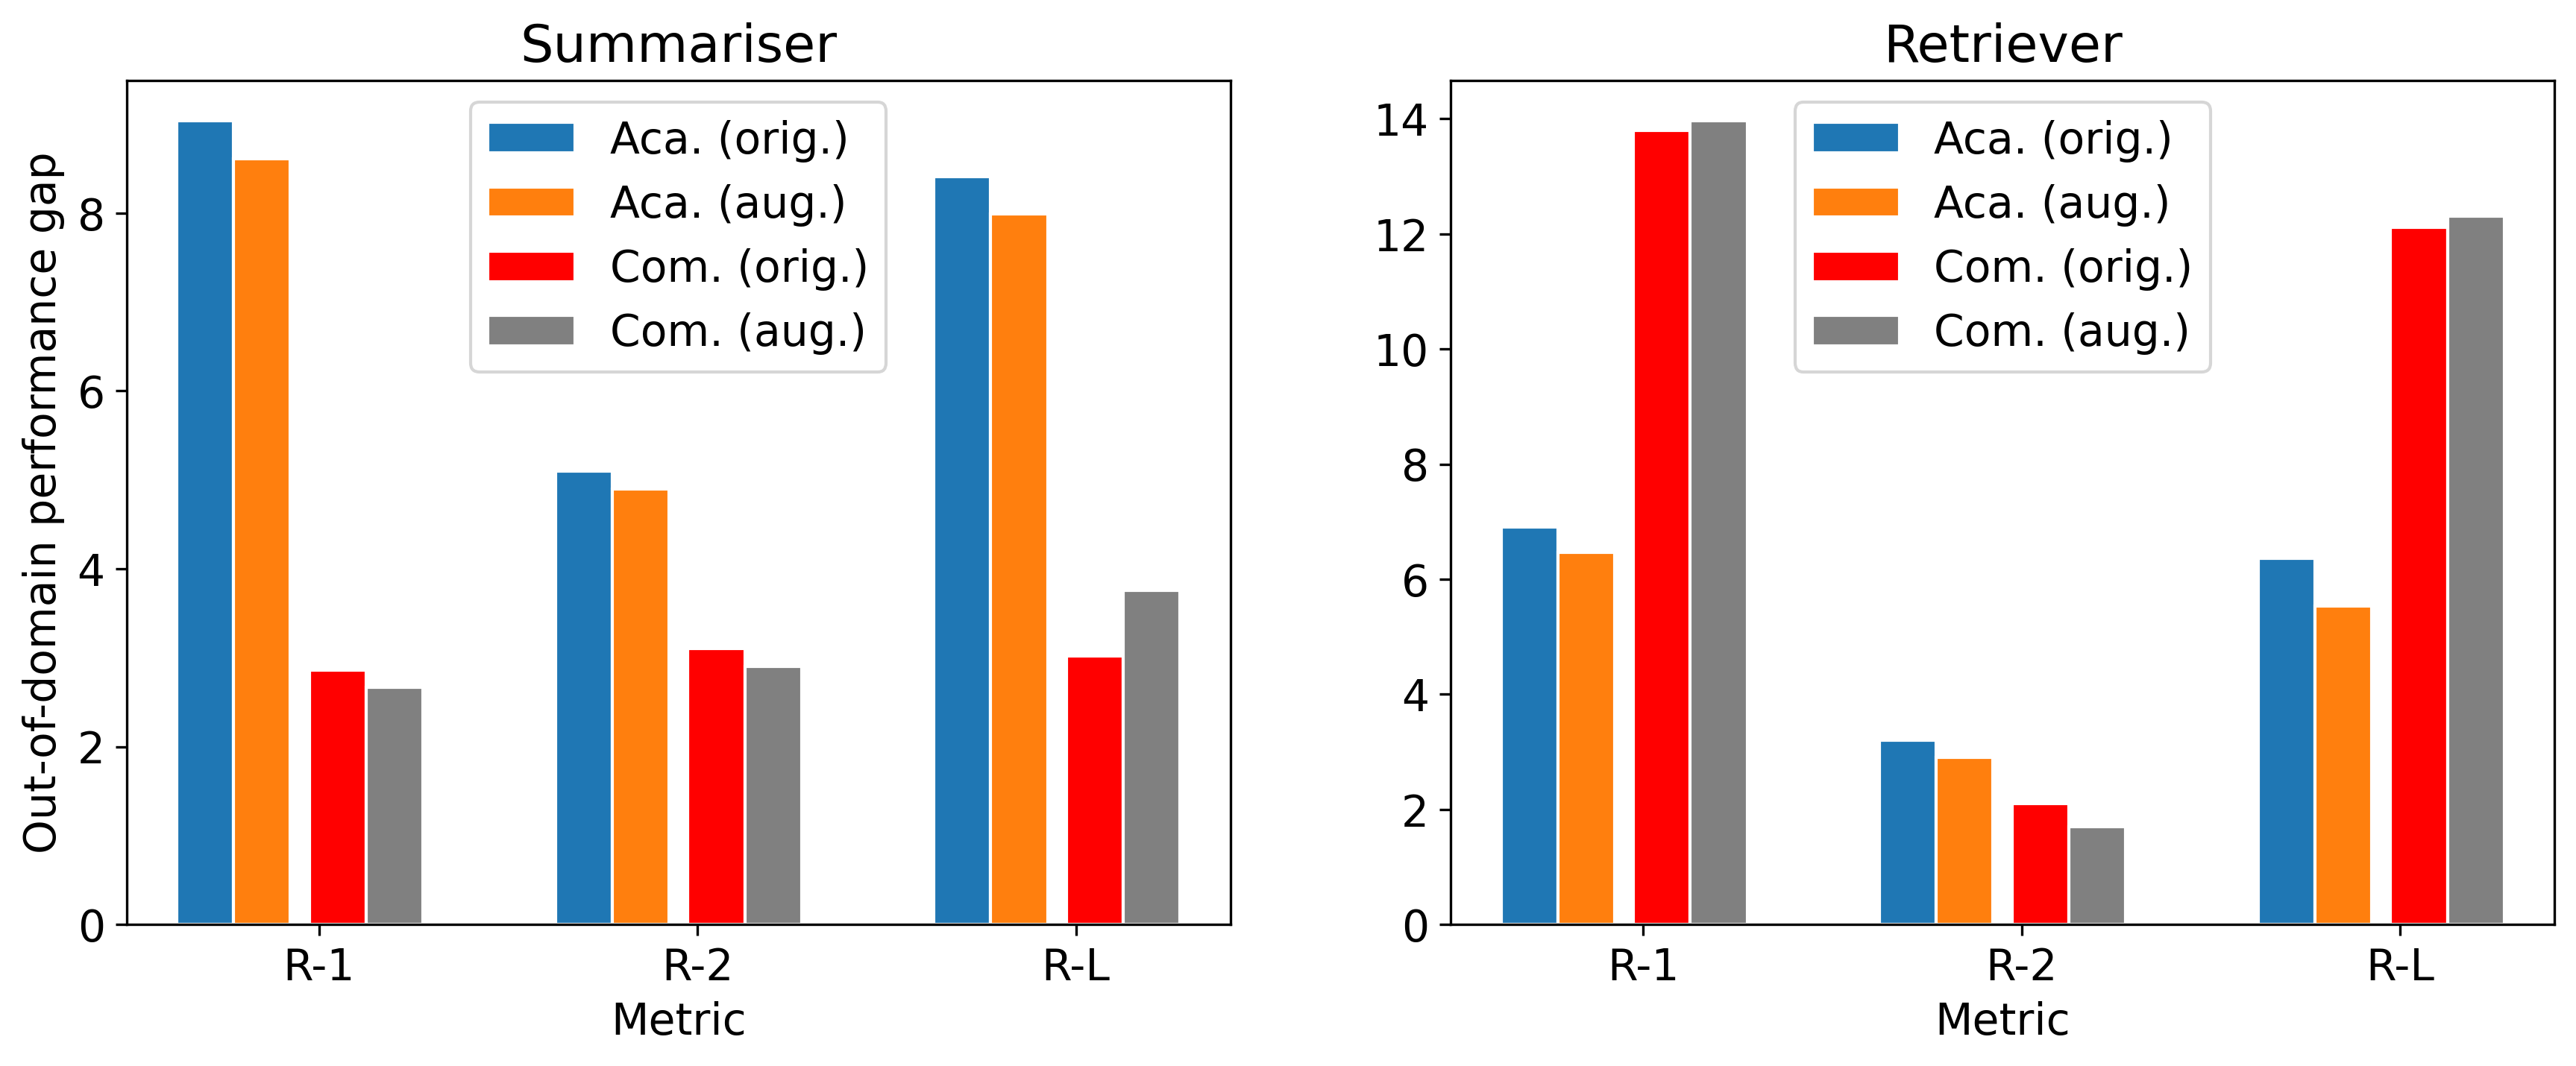 Summariser
Out-of-domain performance gap
8
6
4
2
0
Aca. (orig.)
Aca. (aug.)
Com. (orig.)
Com. (aug.)
R-1 R-2 R-L
Metric
Retriever
14
12
10
8
6
4
2
0
Aca. (orig.)
Aca. (aug.)
Com. (orig.)
Com. (aug.)
R-1 R-2 R-L
Metric